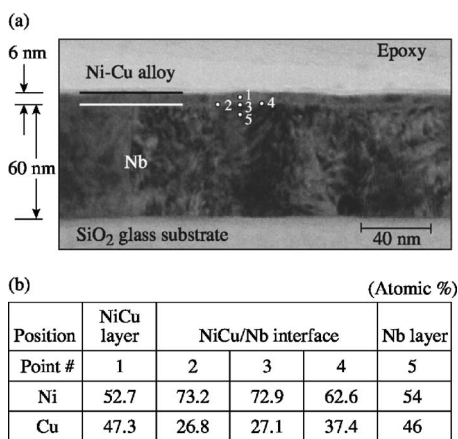 (a)
6 nm
Epoxy
Ni-Cu alloy
1
2 3 4
5
Nb
60 nm
SiO2 glass substrate
40 nm
(b)
(Atomic %)
Position NiCu layer NiCu/Nb interface Nb layer
Point # 1 2 3 4 5
Ni 52.7 73.2 72.9 62.6 54
Cu 47.3 26.8 27.1 37.4 46